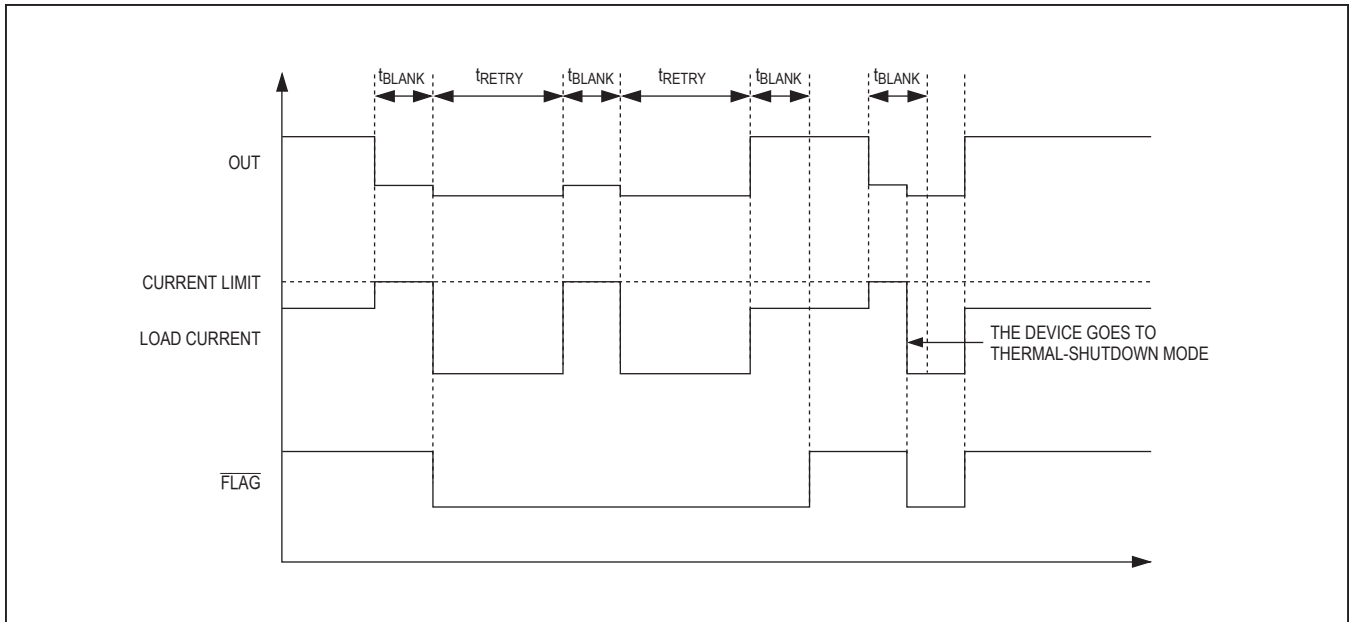 tBLANK tRETRY tBLANK tRETRY tBLANK tBLANK
OUT
CURRENT LIMIT
LOAD CURRENT
THE DEVICE GOES TO
THERMAL-SHUTDOWN MODE
FLAG